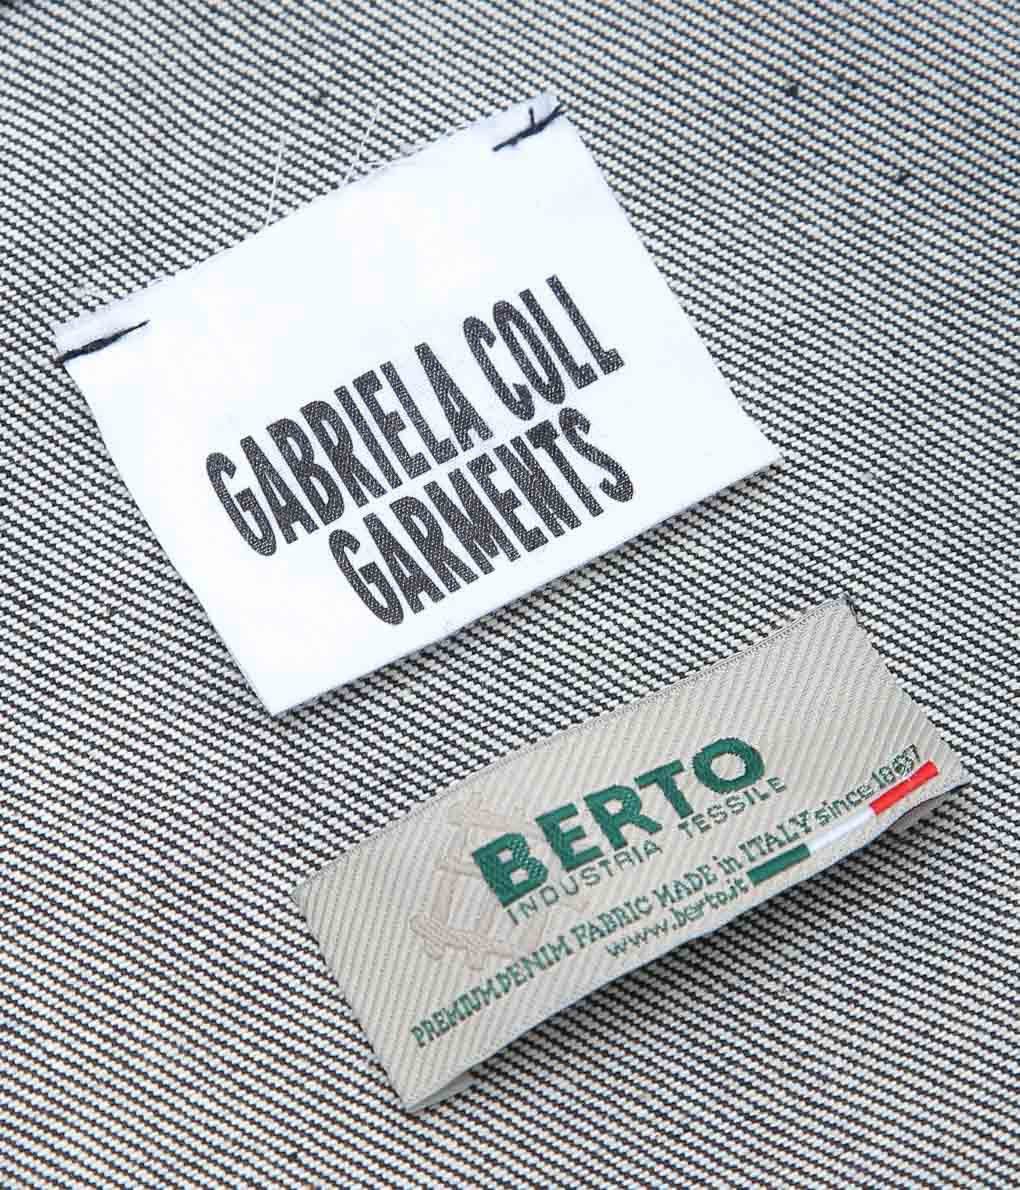 GABRIELA COLL
GARMENTS
BERTO
INDUSTRIA TESSILE
PREMIUM DENIM FABRIC MADE in ITALY since 1887
www.berto.it